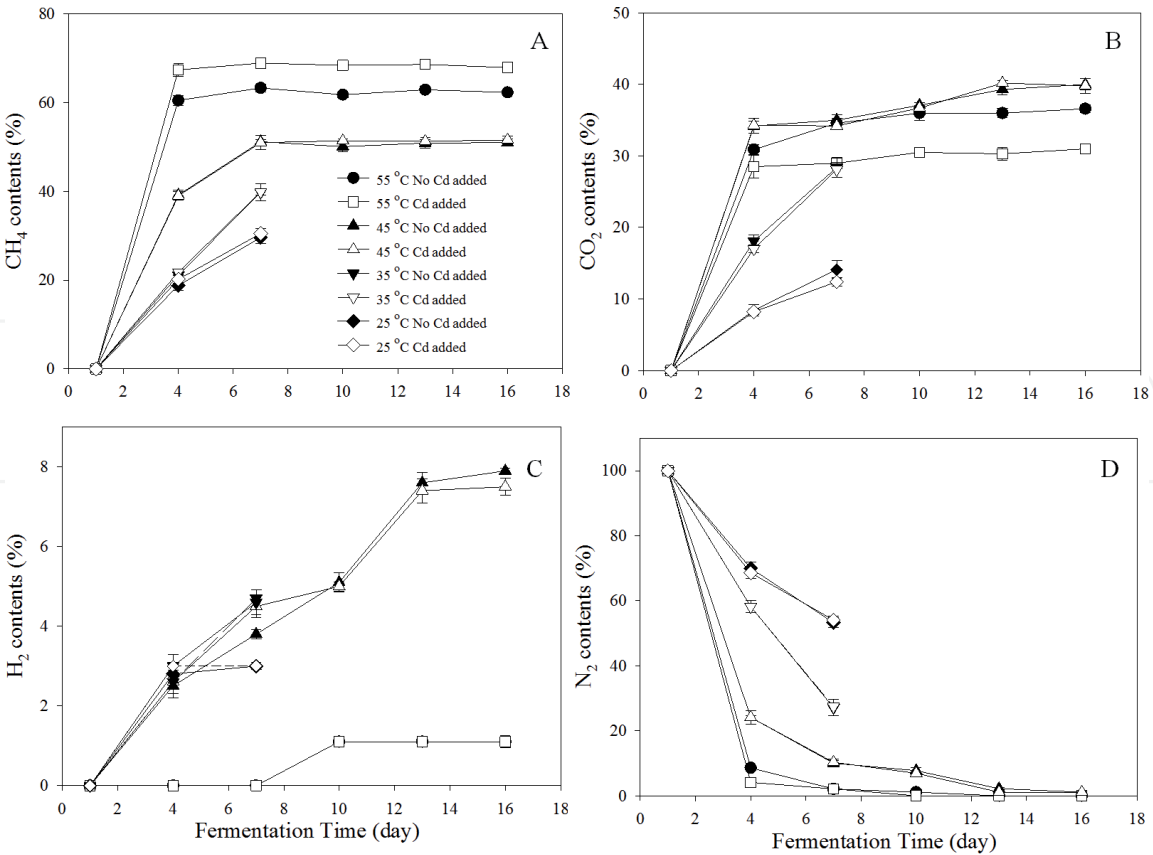 A
CH4 contents (%)
80
60
40
20
0
55 °C No Cd added
55 °C Cd added
45 °C No Cd added
45 °C Cd added
35 °C No Cd added
35 °C Cd added
25 °C No Cd added
25 °C Cd added
0 2 4 6 8 10 12 14 16 18
B
CO2 contents (%)
50
40
30
20
10
0
0 2 4 6 8 10 12 14 16 18
C
H2 contents (%)
8
6
4
2
0
0 2 4 6 8 10 12 14 16 18
Fermentation Time (day)
D
N2 contents (%)
100
80
60
40
20
0
0 2 4 6 8 10 12 14 16 18
Fermentation Time (day)